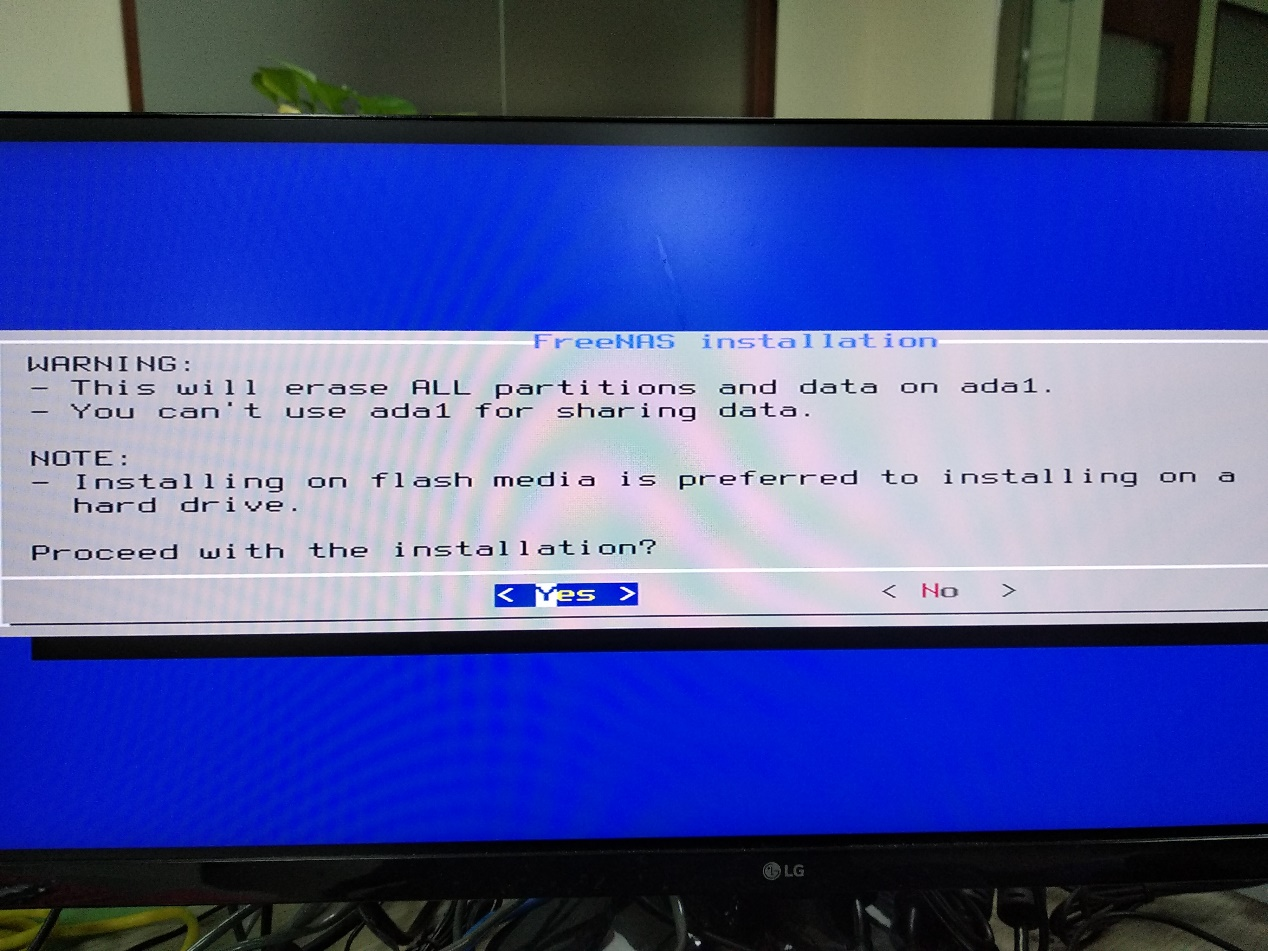 FreeNAS installation
WARNING:
- This will erase ALL partitions and data on ada1.
- You can't use ada1 for sharing data.
NOTE:
- Installing on flash media is preferred to installing on a
hard drive.
Proceed with the installation?
< Yes > < No >
LG